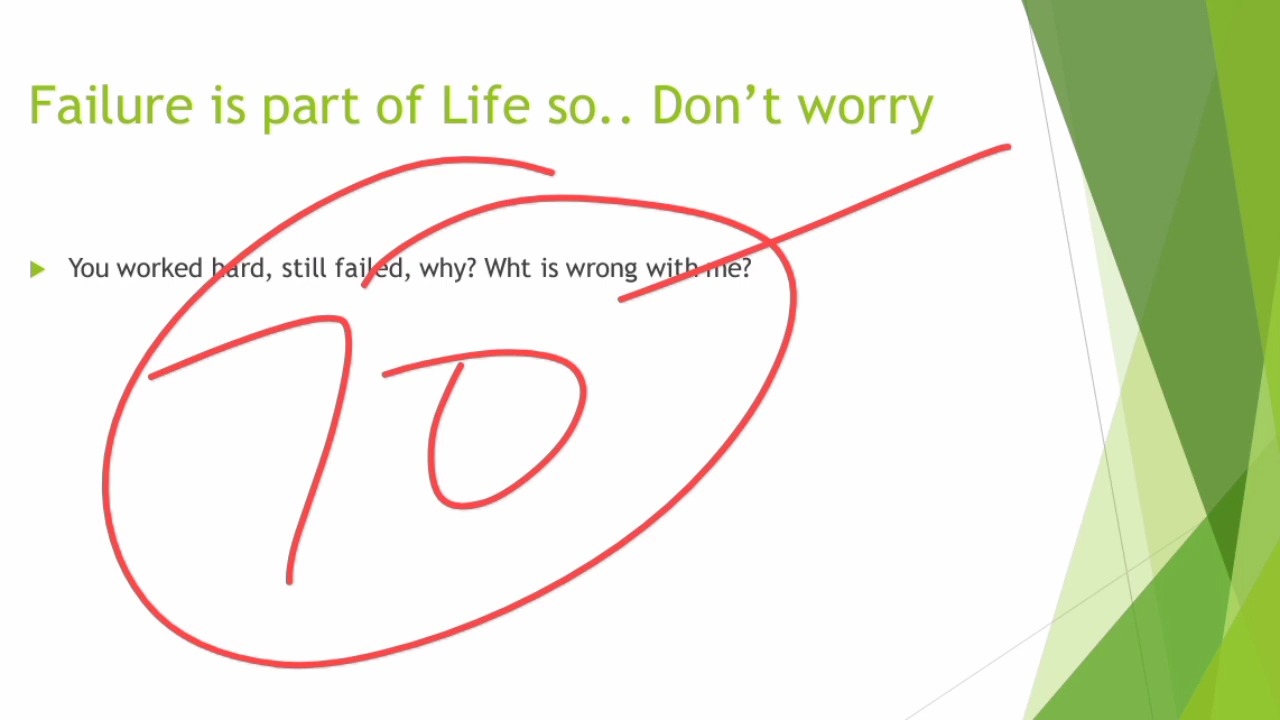 Failure is part of Life so.. Don’t worry
You worked hard, still failed, why? Wht is wrong with me?
70